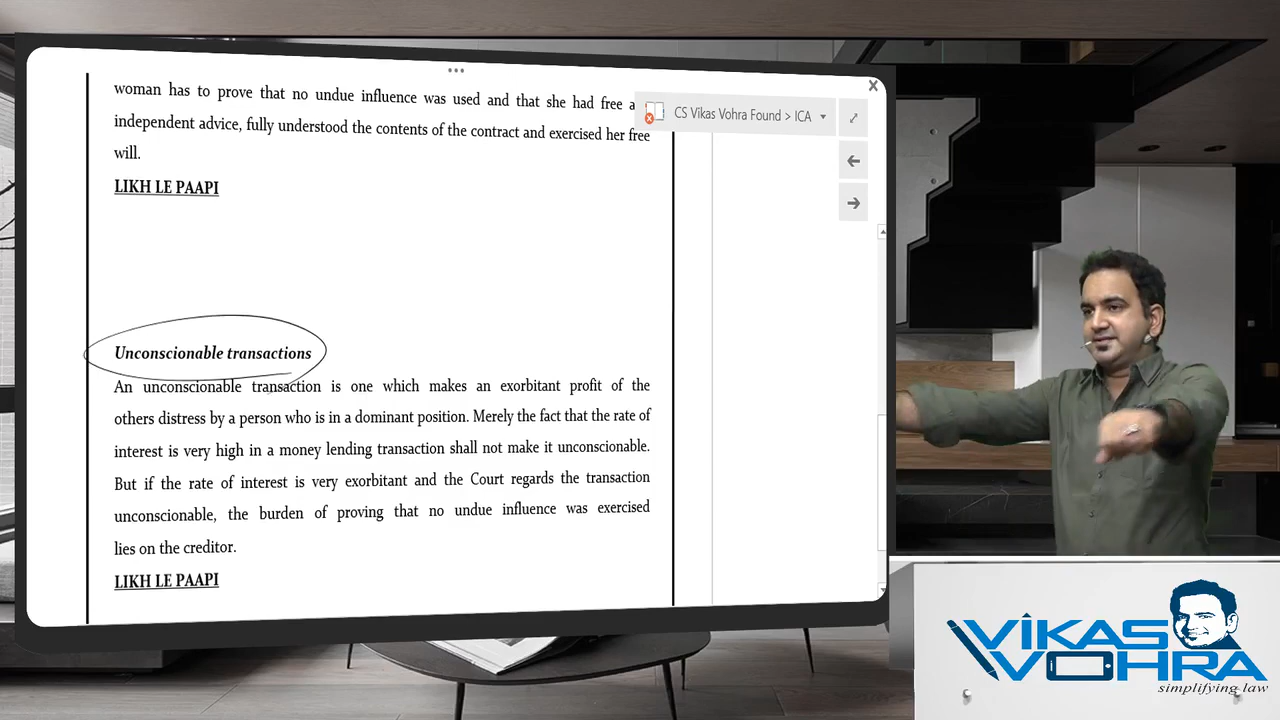 woman has to prove that no undue influence was used and that she had free a
independent advice, fully understood the contents of the contract and exercised her free
will.
LIKH LE PAAPI
CS Vikas Vohra Found > ICA
Unconscionable transactions
An unconscionable transaction is one which makes an exorbitant profit of the
others distress by a person who is in a dominant position. Merely the fact that the rate of
interest is very high in a money lending transaction shall not make it unconscionable.
But if the rate of interest is very exorbitant and the Court regards the transaction
unconscionable, the burden of proving that no undue influence was exercised
lies on the creditor.
LIKH LE PAAPI
VIKAS
VOHRA
simplifying law